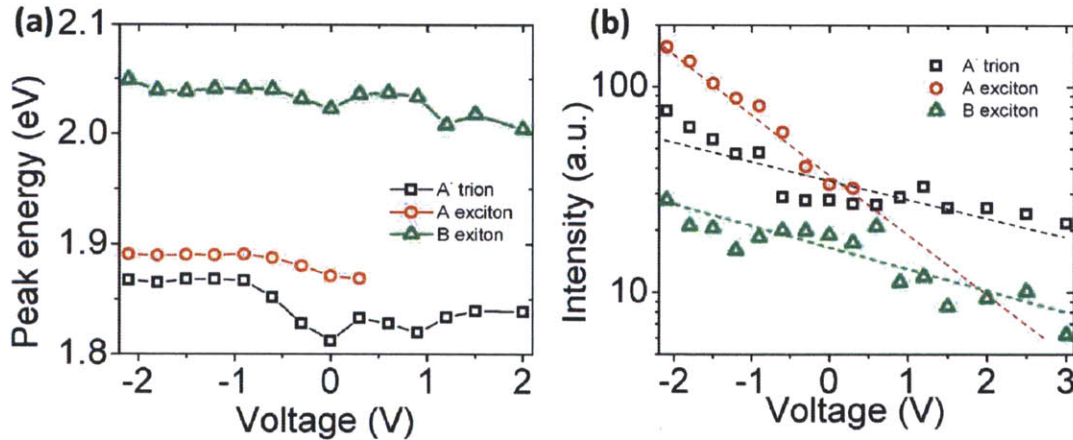 (a)
2.1
2.0
1.9
1.8
Peak energy (eV)
A⁻ trion
A exciton
B exiton
-2 -1 0 1 2
Voltage (V)
(b)
100
10
Intensity (a.u.)
A⁻ trion
A exciton
B exciton
-2 -1 0 1 2 3
Voltage (V)